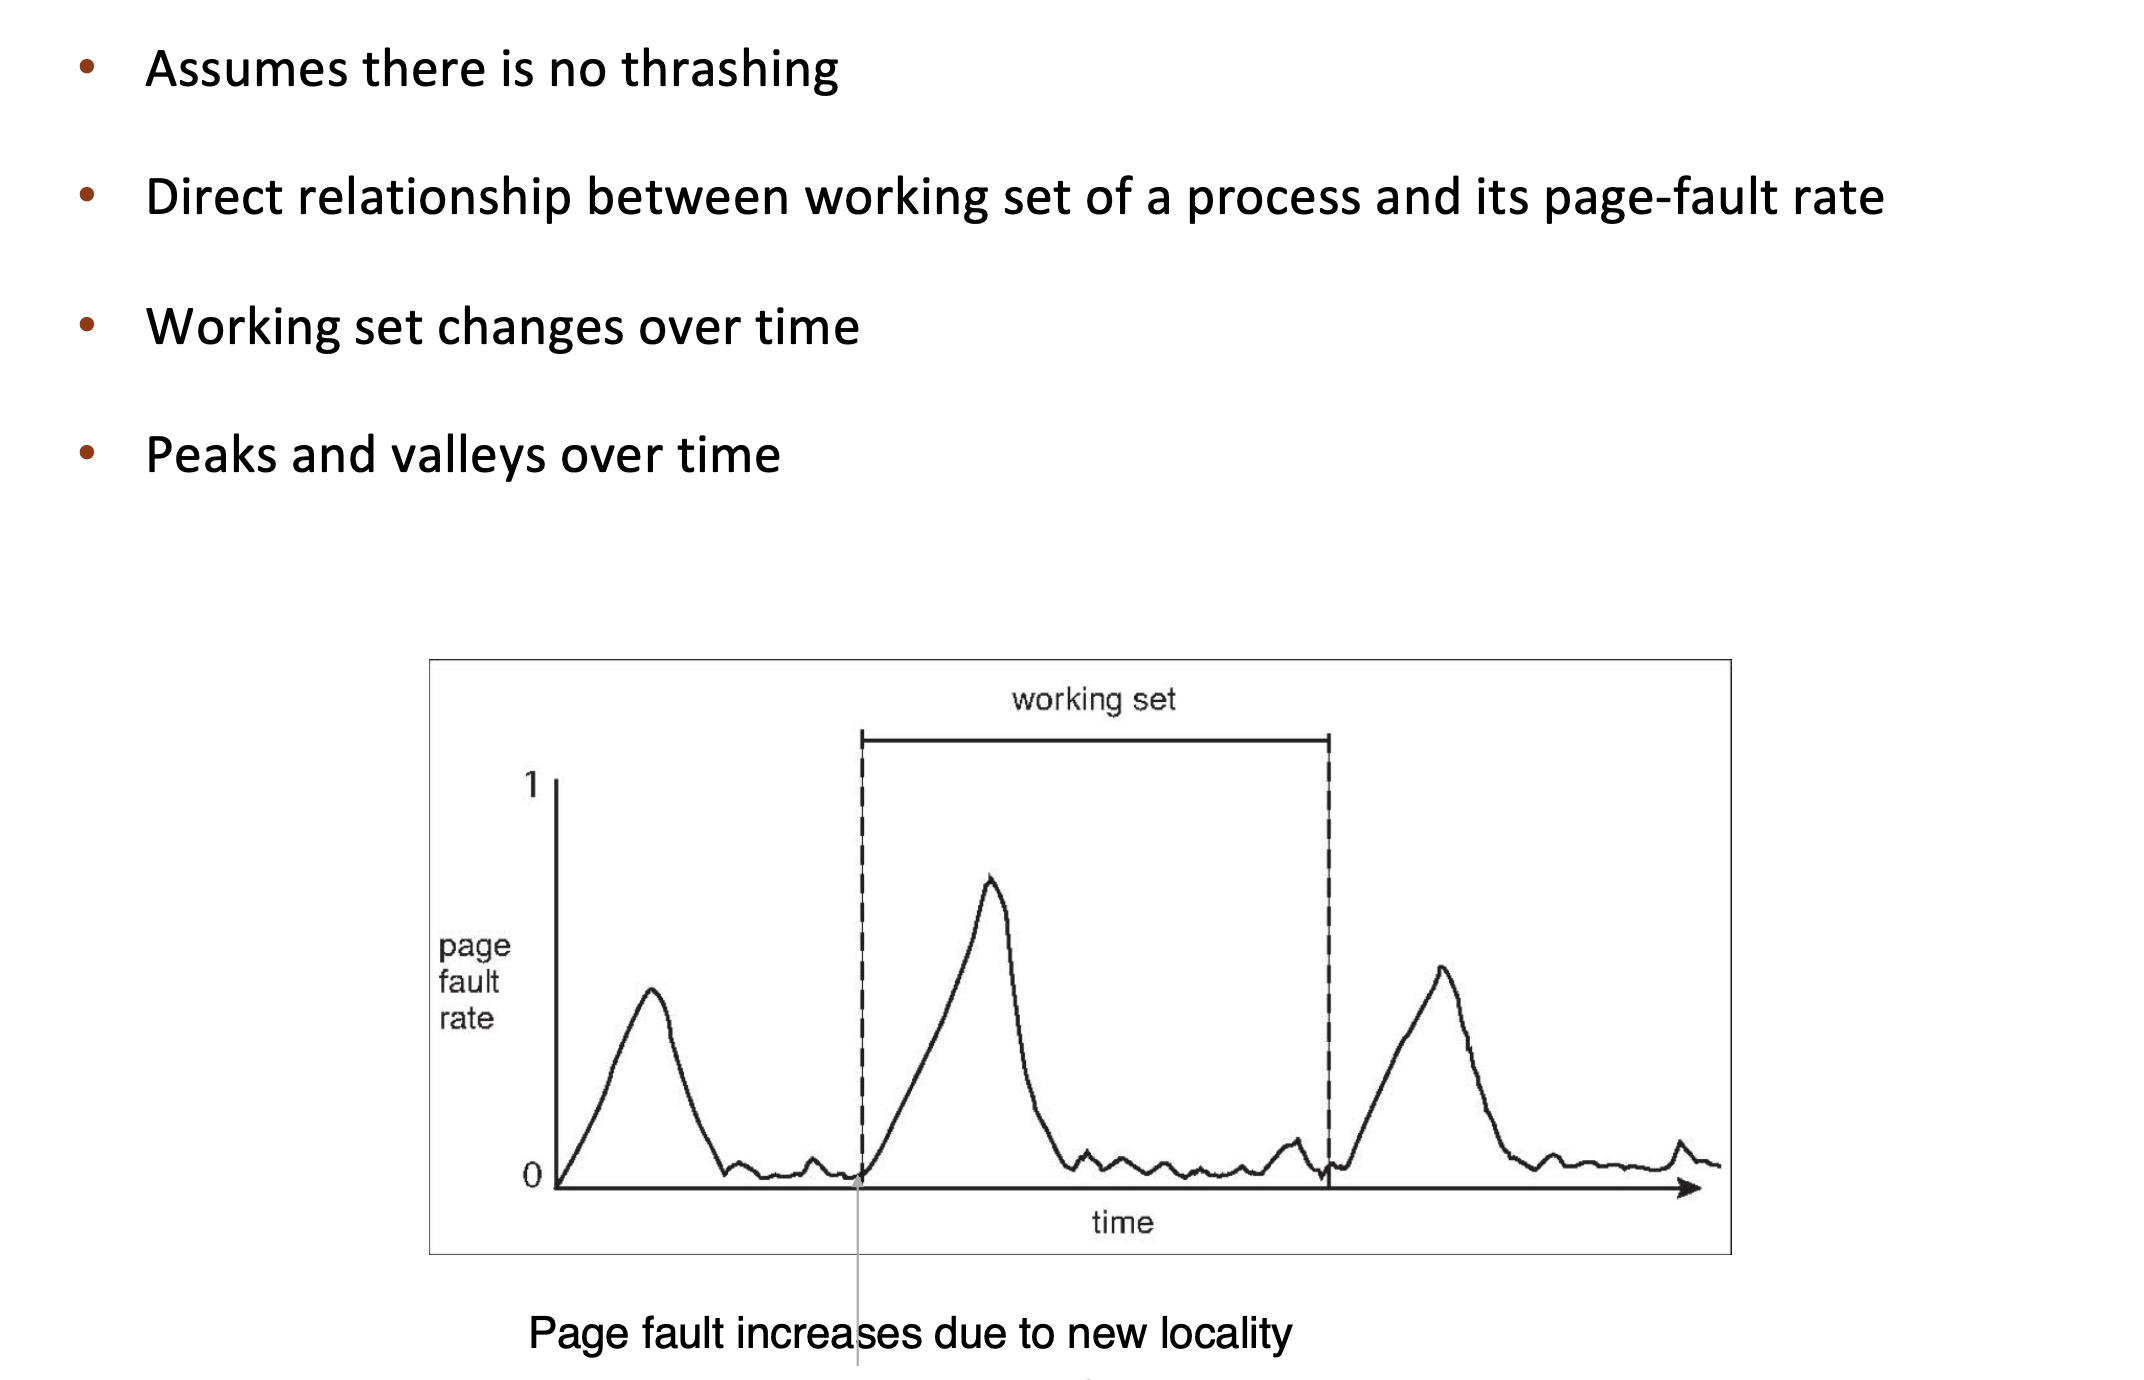 • Assumes there is no thrashing
• Direct relationship between working set of a process and its page-fault rate
• Working set changes over time
• Peaks and valleys over time
working set
1
page
fault
rate
0
time
Page fault increases due to new locality